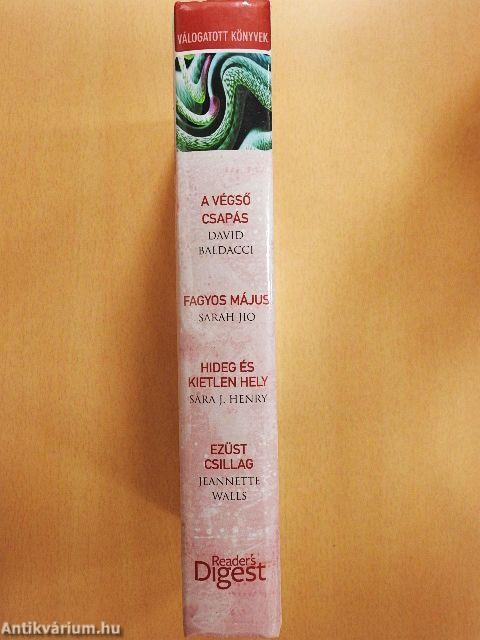 VÁLOGATOTT KÖNYVEK
A VÉGSŐ
CSAPÁS
DAVID
BALDACCI
FAGYOS MÁJUS
SARAH JIO
HIDEG ÉS
KIETLEN HELY
SARA J. HENRY
EZÜST
CSILLAG
JEANNETTE
WALLS
Reader's
Digest
Antikvárium.hu